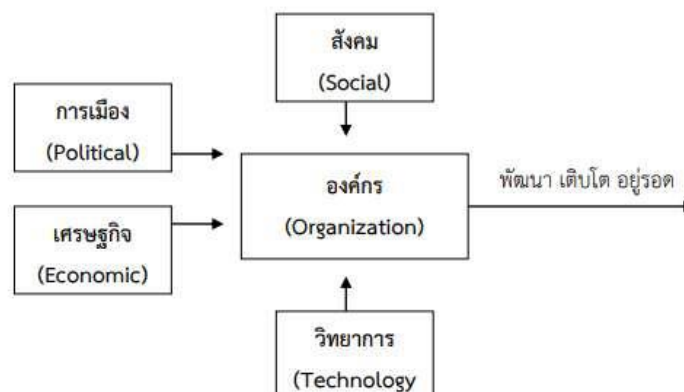 สังคม
(Social)
การเมือง
(Political)
องค์กร
(Organization)
พัฒนา เติบโต อยู่รอด
เศรษฐกิจ
(Economic)
วิทยาการ
(Technology